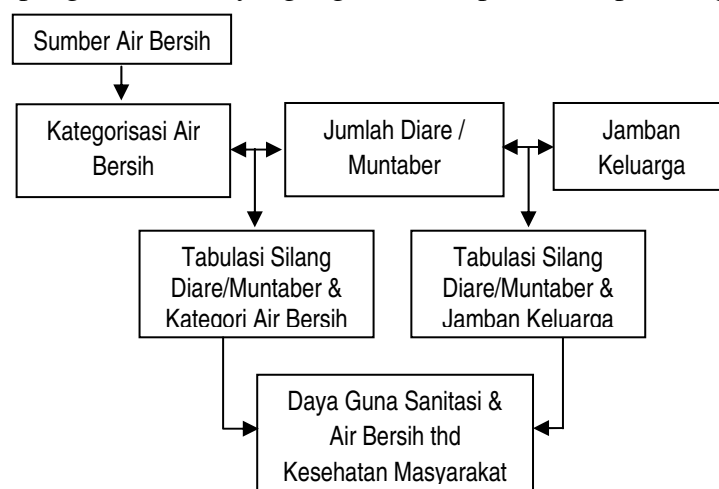 Sumber Air Bersih
Kategorisasi Air
Bersih
Jumlah Diare /
Muntaber
Jamban
Keluarga
Tabulasi Silang
Diare/Muntaber &
Kategori Air Bersih
Tabulasi Silang
Diare/Muntaber &
Jamban Keluarga
Daya Guna Sanitasi &
Air Bersih thd
Kesehatan Masyarakat